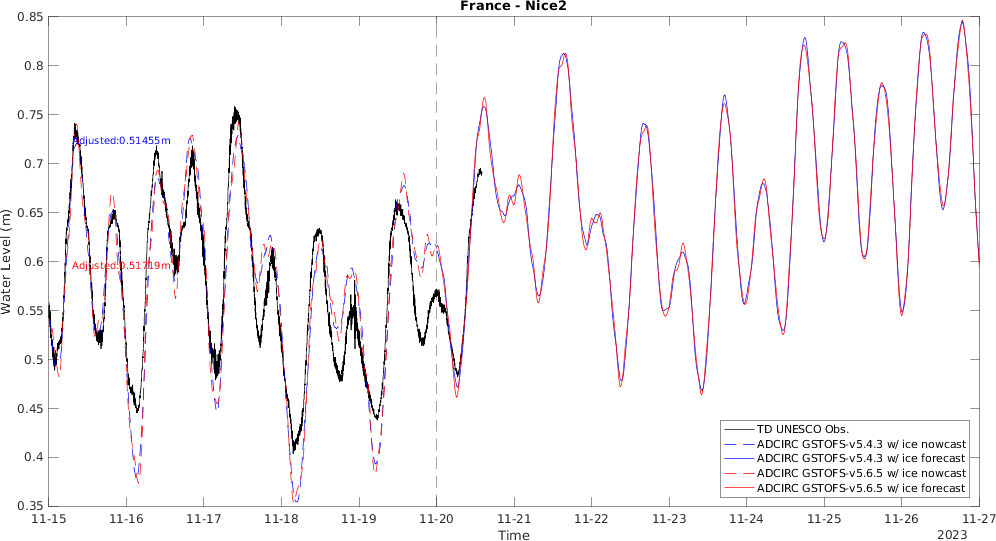 France - Nice2
Water Level (m)
0.85
0.8
0.75
0.7
0.65
0.6
0.55
0.5
0.45
0.4
0.35
Adjusted:0.51455m
Adjusted:0.51719m
TD UNESCO Obs.
ADCIRC GSTOFS-v5.4.3 w/ ice nowcast
ADCIRC GSTOFS-v5.4.3 w/ ice forecast
ADCIRC GSTOFS-v5.6.5 w/ ice nowcast
ADCIRC GSTOFS-v5.6.5 w/ ice forecast
11-15 11-16 11-17 11-18 11-19 11-20 11-21 11-22 11-23 11-24 11-25 11-26 11-27
Time
2023